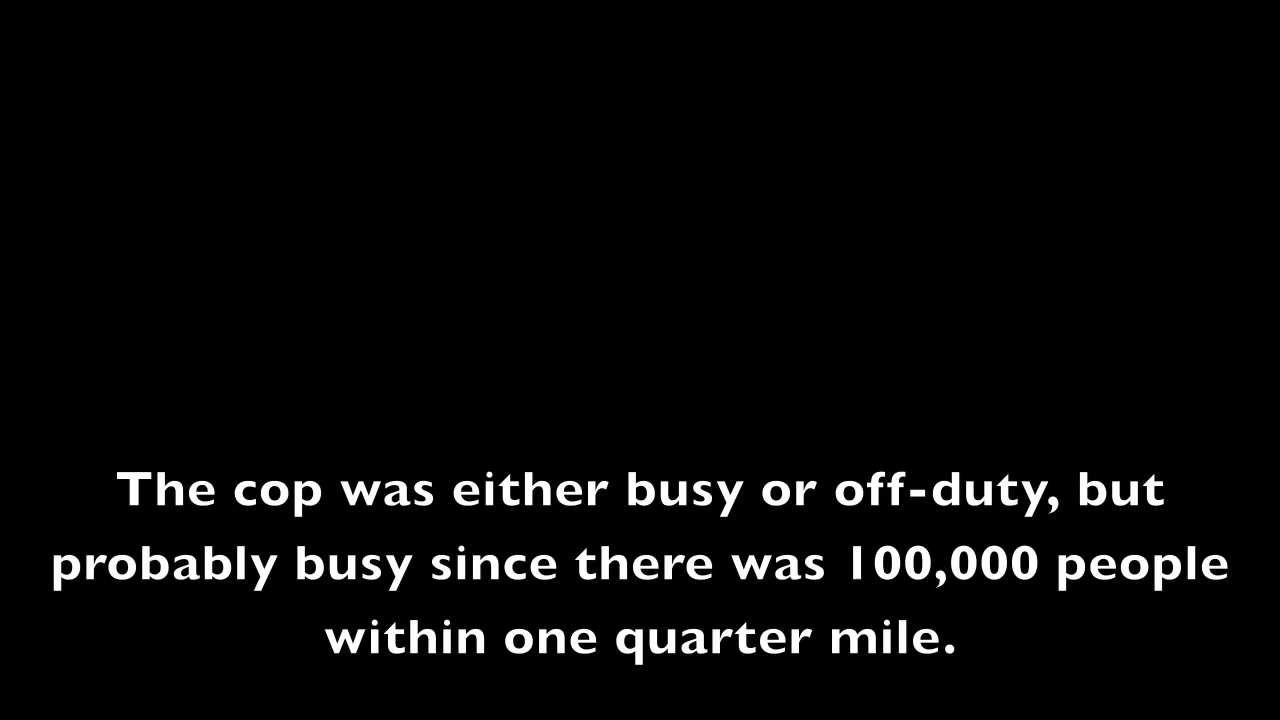 The cop was either busy or off-duty, but
probably busy since there was 100,000 people
within one quarter mile.